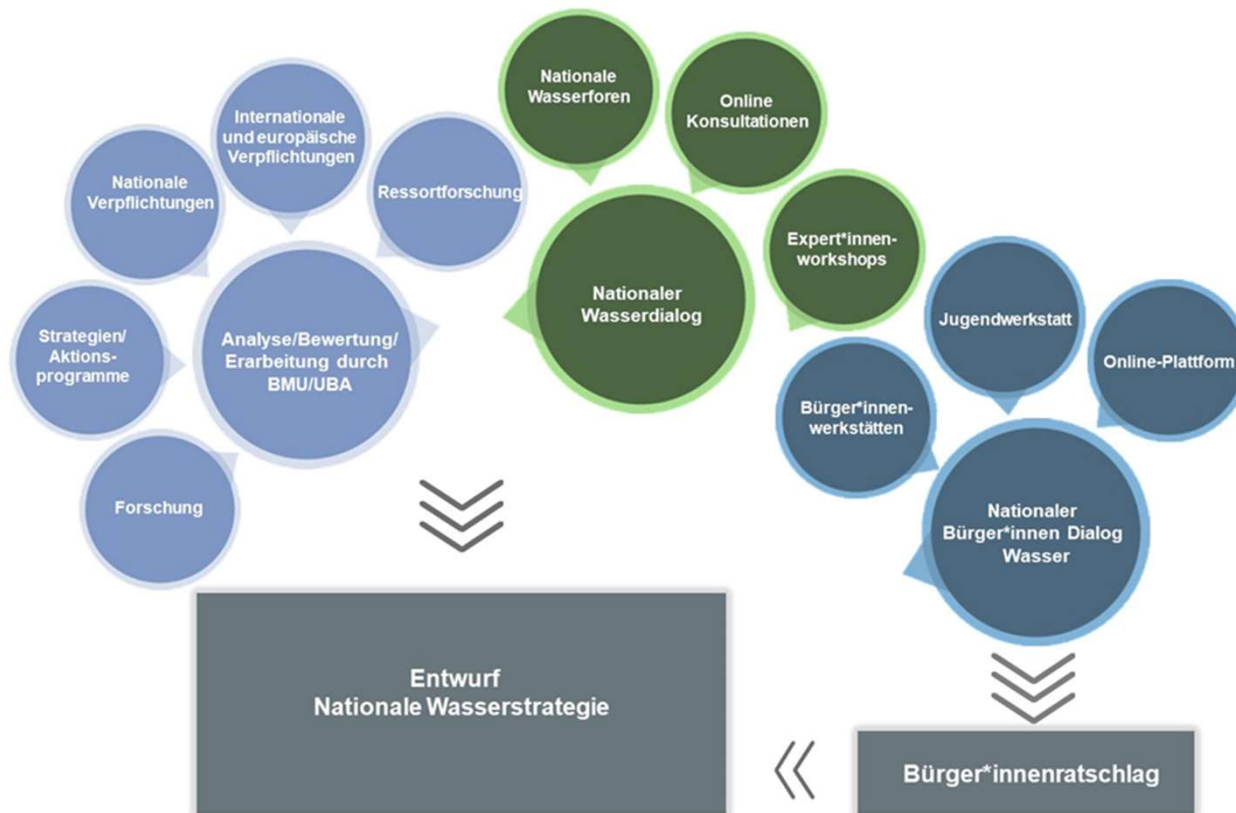 Forschung
Strategien/
Aktions-
programme
Nationale
Verpflichtungen
Internationale
und europäische
Verpflichtungen
Ressortforschung
Analyse/Bewertung/
Erarbeitung durch
BMU/UBA
Nationale
Wasserforen
Online
Konsultationen
Expert*innen-
workshops
Nationaler
Wasserdialog
Bürger*innen-
werkstätten
Jugendwerkstatt
Online-Plattform
Nationaler
Bürger*innen Dialog
Wasser
Entwurf
Nationale Wasserstrategie
Bürger*innenratschlag